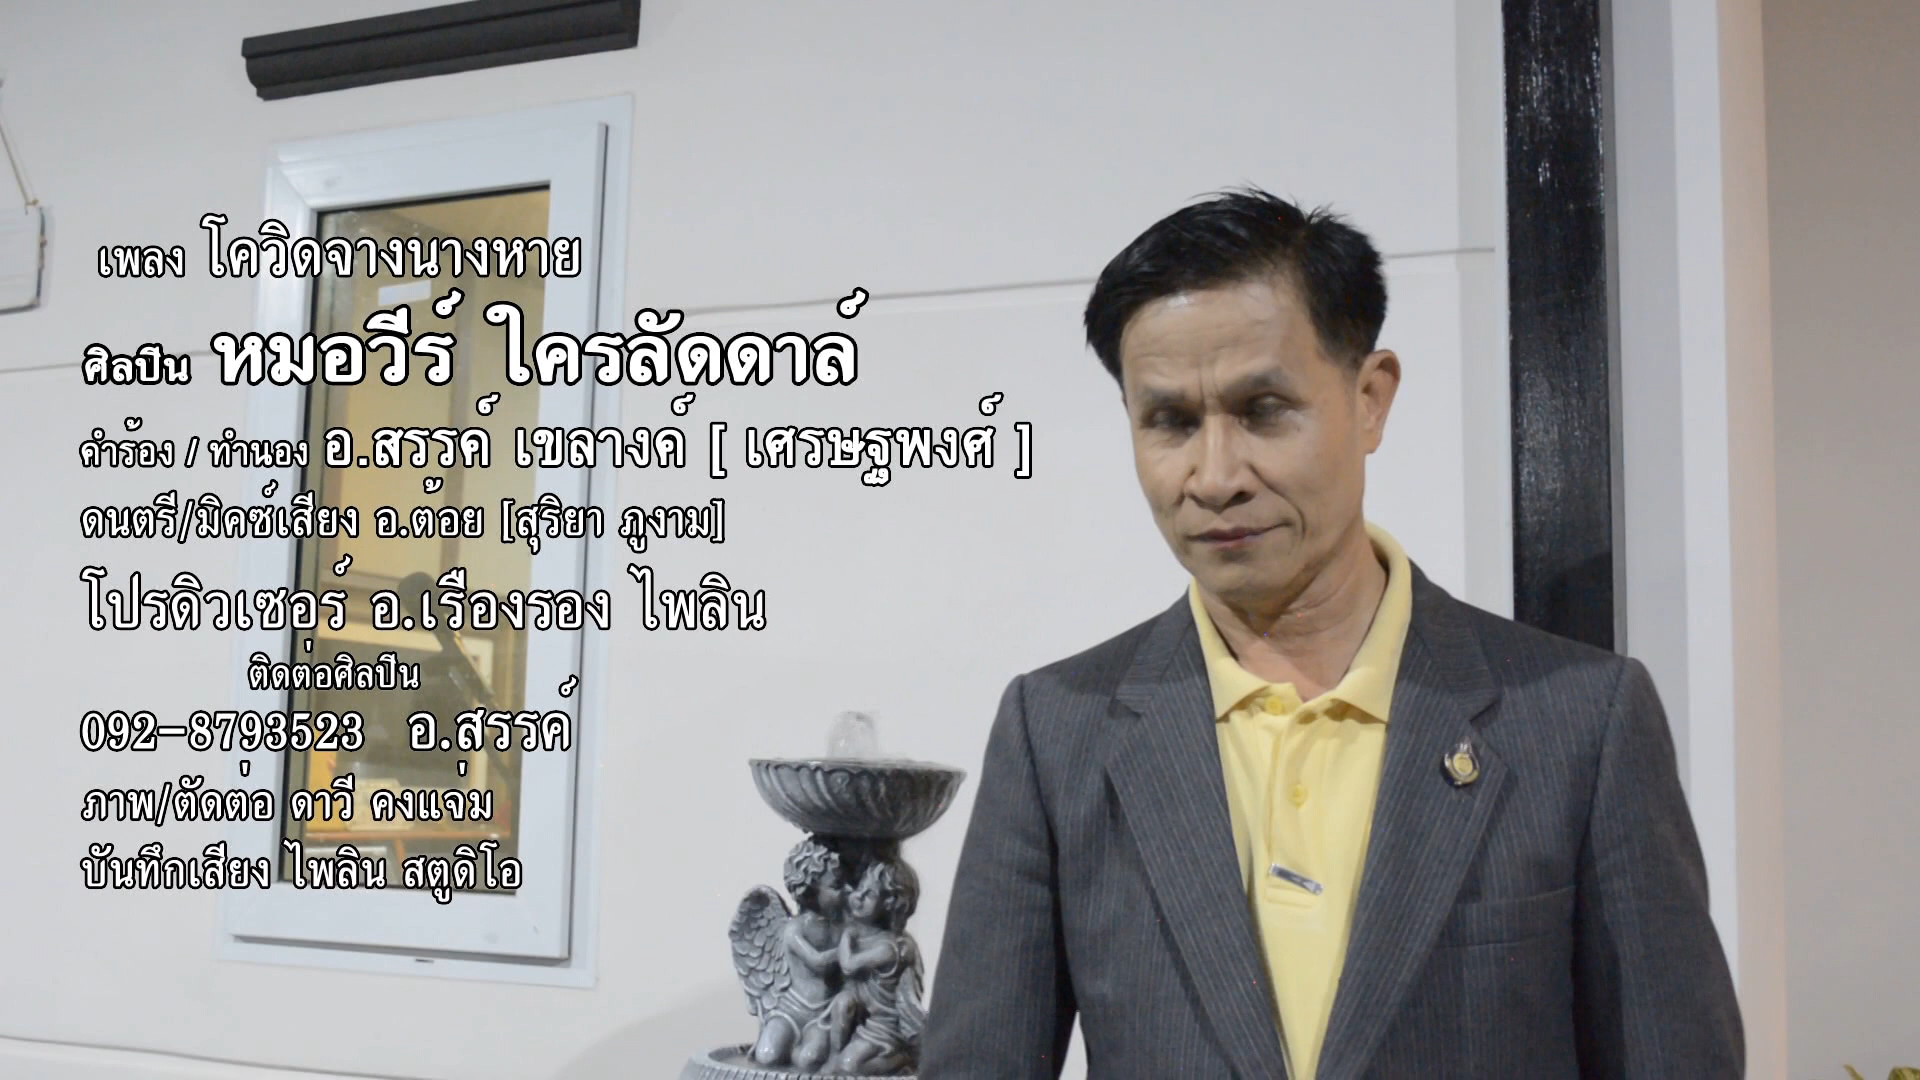 เพลง โควิดจางนางหาย
ศิลปิน หมอวีร์ ใครลัดดาล์
คำร้อง / ทำนอง อ.สรรค์ เขลางค์ [ เศรษฐพงศ์ ]
ดนตรี/มิคซ์เสียง อ.ต้อย [สุริยา ภูงาม]
โปรดิวเซอร์ อ.เรืองรอง ไพลิน
ติดต่อศิลปิน
092-8793523 อ.สรรค์
ภาพ/ตัดต่อ ดาวี คงแจ่ม
บันทึกเสียง ไพลิน สตูดิโอ